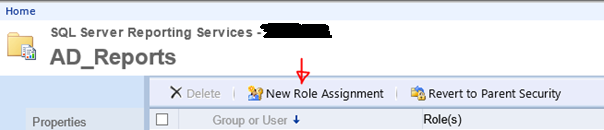 Home
SQL Server Reporting Services -
AD_Reports
Delete New Role Assignment Revert to Parent Security
Properties Group or User Role(s)